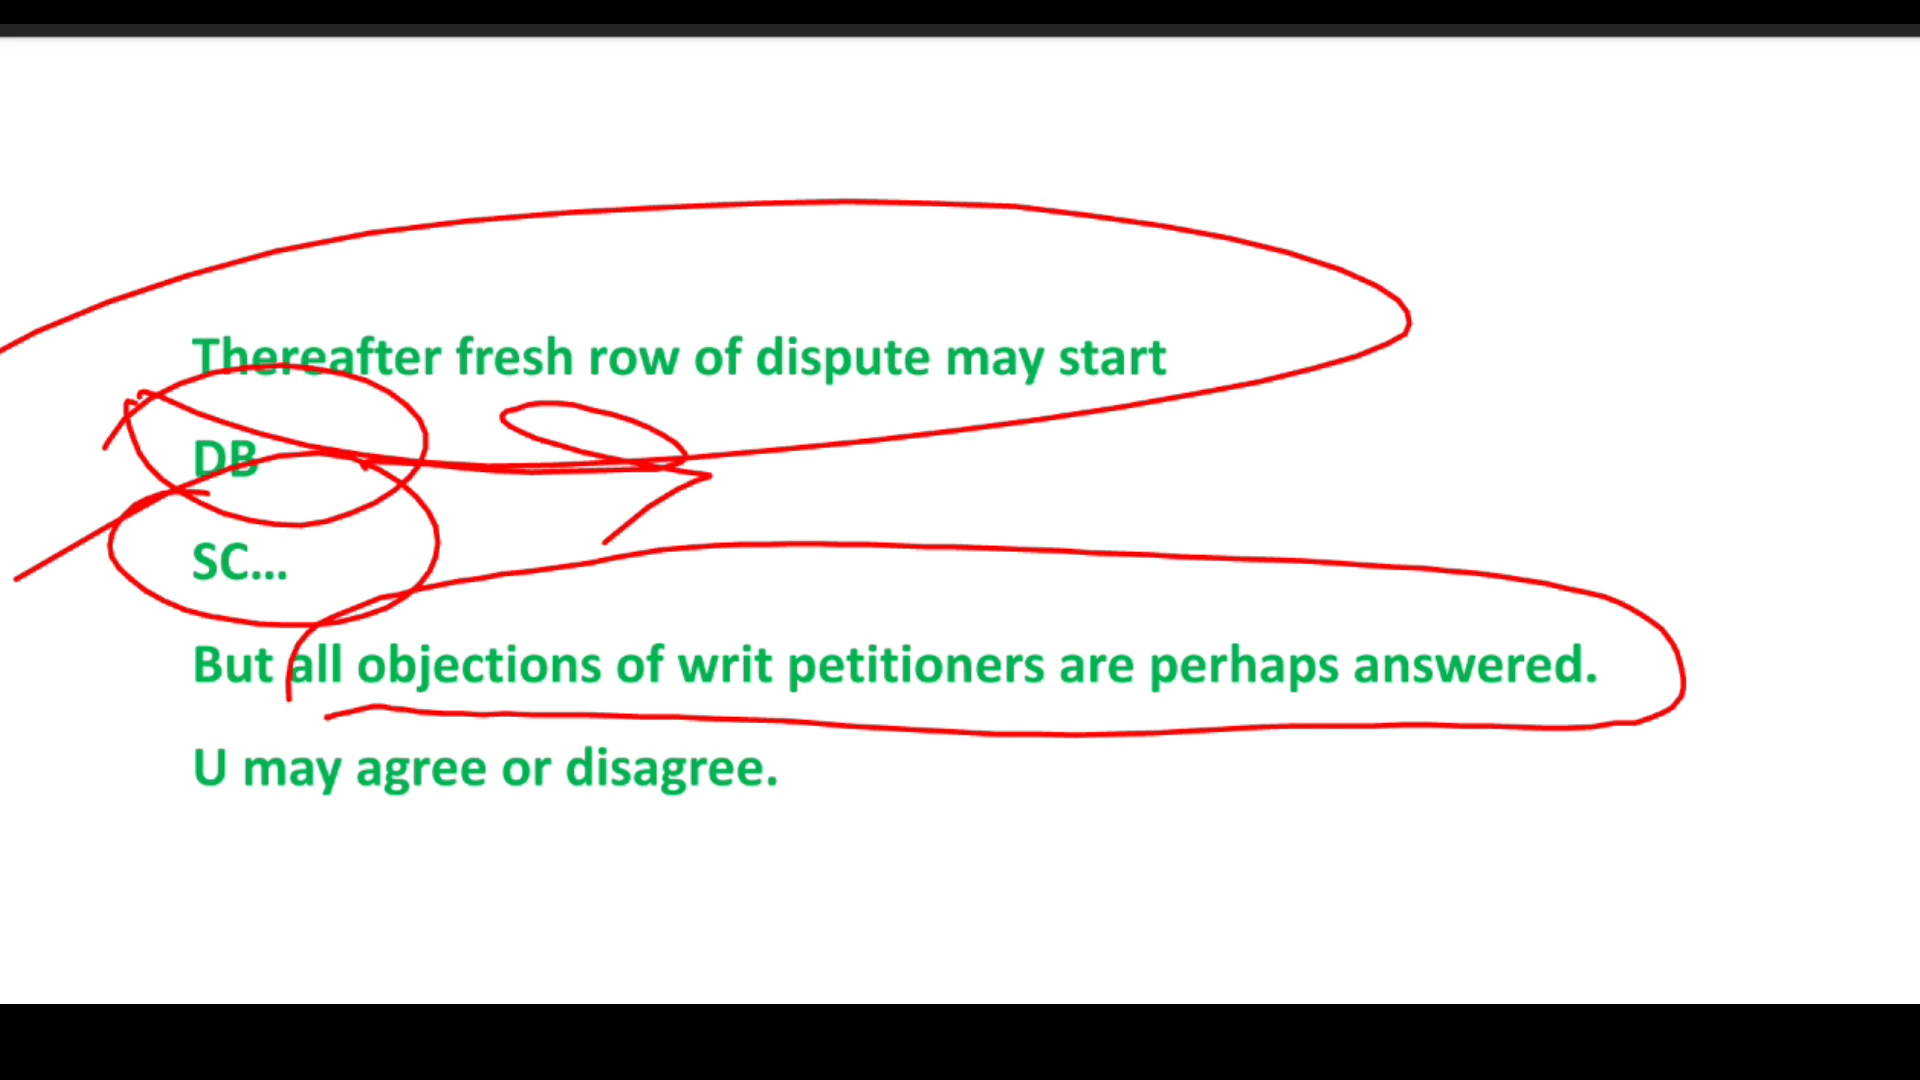 Thereafter fresh row of dispute may start
DB
SC...
But all objections of writ petitioners are perhaps answered.
U may agree or disagree.